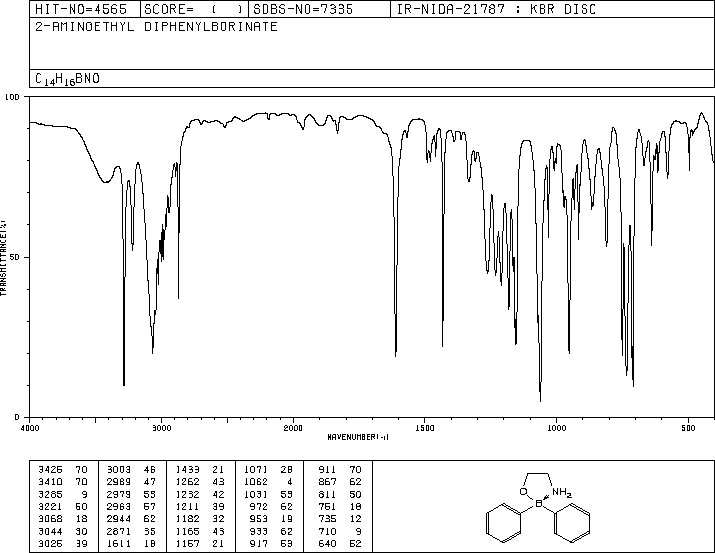 HIT-NO=4565 SCORE= ( ) SDBS-NO=7335 IR-NIDA-21787 : KBR DISC
2-AMINOETHYL DIPHENYLBORINATE
C14H16BNO
100
50
0
TRANSMITTANCE(%)
4000 3000 2000 1500 1000 500
WAVENUMBER(-1)
3425 70 3003 46 1433 21 1071 28 911 70
3410 70 2989 47 1262 43 1062 4 867 62
3285 9 2979 55 1232 42 1031 55 811 50
3221 50 2963 57 1211 39 972 62 751 18
3068 18 2944 62 1182 32 953 19 735 12
3044 30 2871 35 1165 43 933 62 710 9
3025 39 1611 18 1157 21 917 53 640 52
O NH2
B